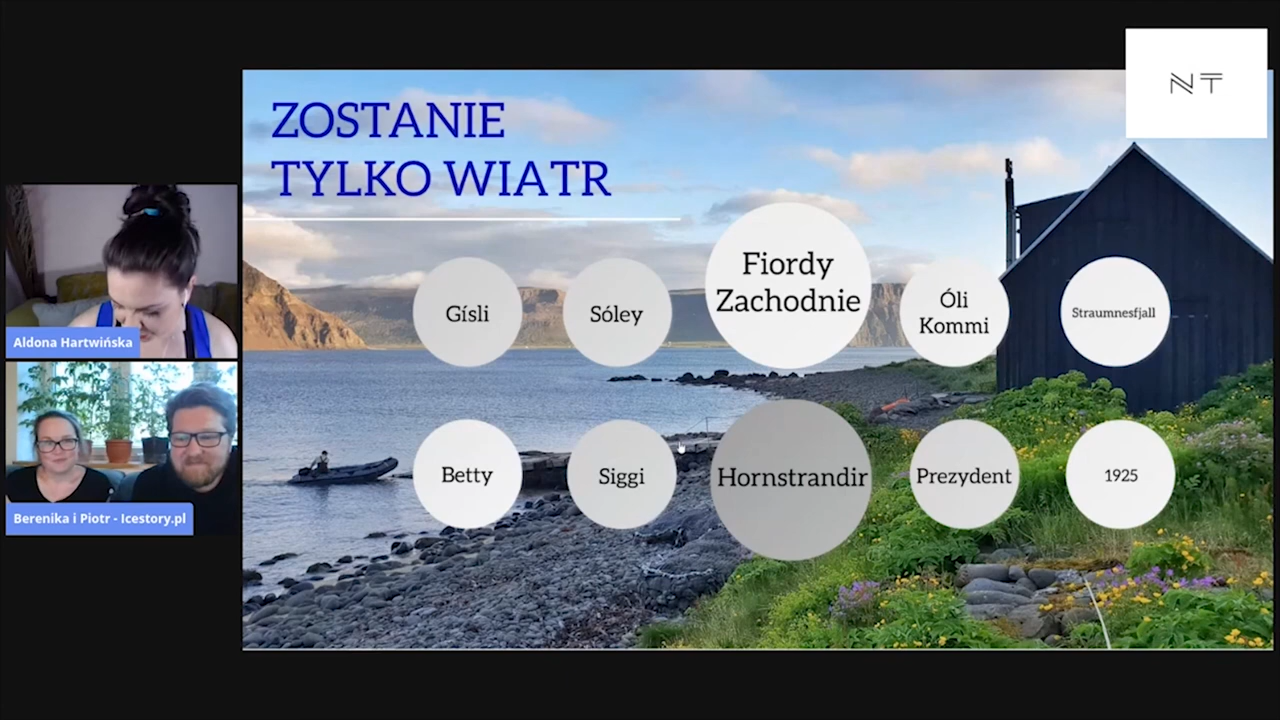 NT
ZOSTANIE
TYLKO WIATR
Fiordy
Zachodnie
Gísli
Sóley
Óli
Kommi
Straumnesfjall
Betty
Siggi
Hornstrandir
Prezydent
1925
Aldona Hartwińska
Berenika i Piotr - Icestory.pl